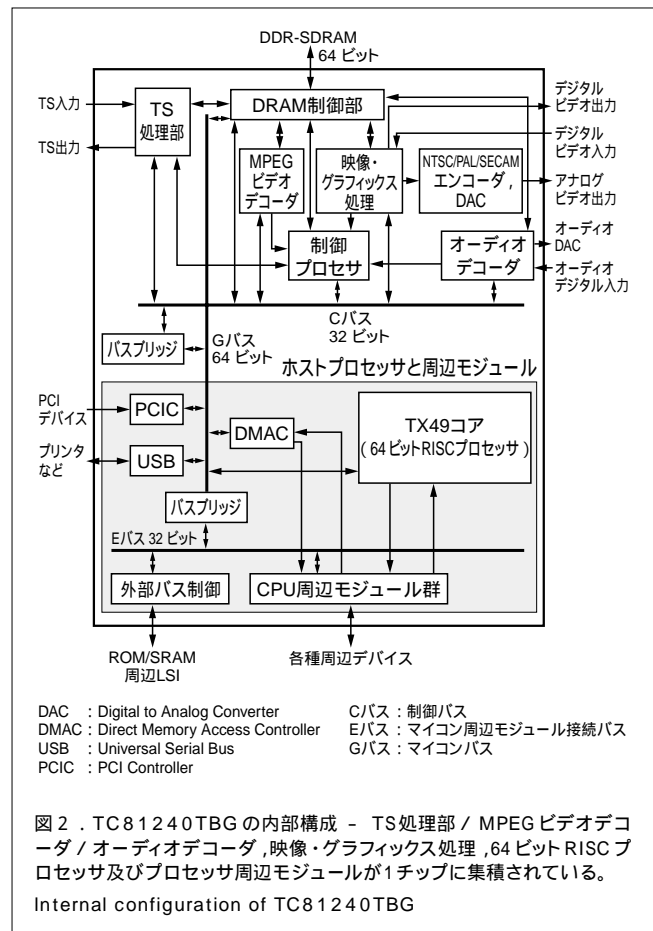 DDR-SDRAM
64 ビット
TS入力
TS出力
TS
処理部
DRAM制御部
デジタル
ビデオ出力
デジタル
ビデオ入力
MPEG
ビデオ
デコーダ
映像・
グラフィックス
処理
NTSC/PAL/SECAM
エンコーダ,
DAC
アナログ
ビデオ出力
制御
プロセサ
オーディオ
デコーダ
オーディオ
DAC
オーディオ
デジタル入力
Cバス
32 ビット
バスブリッジ
Gバス
64 ビット
ホストプロセッサと周辺モジュール
PCI
デバイス
PCIC
DMAC
TX49コア
(64 ビットRISCプロセッサ)
プリンタ
など
USB
バスブリッジ
Eバス 32 ビット
外部バス制御
CPU周辺モジュール群
ROM/SRAM
周辺LSI
各種周辺デバイス
DAC : Digital to Analog Converter
DMAC : Direct Memory Access Controller
USB : Universal Serial Bus
PCIC : PCI Controller
Cバス : 制御バス
Eバス : マイコン周辺モジュール接続バス
Gバス : マイコンバス
図2.TC81240TBGの内部構成 - TS処理部/MPEGビデオデコ
ーダ/オーディオデコーダ,映像・グラフィックス処理,64ビットRISCプ
ロセッサ及びプロセッサ周辺モジュールが1チップに集積されている。
Internal configuration of TC81240TBG